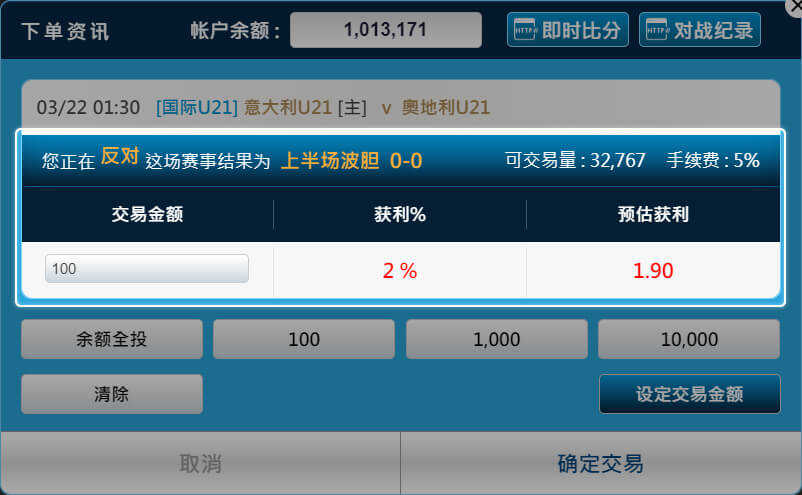 下单资讯 帐户余额 : 1,013,171 HTTP:// 即时比分 HTTP:// 对战纪录
03/22 01:30 [国际U21] 意大利U21 [主] v 奥地利U21
您正在 反对 这场赛事结果为 上半场波胆 0-0 可交易量 : 32,767 手续费 : 5%
交易金额 获利% 预估获利
100 2 % 1.90
余额全投 100 1,000 10,000
清除 设定交易金额
取消 确定交易